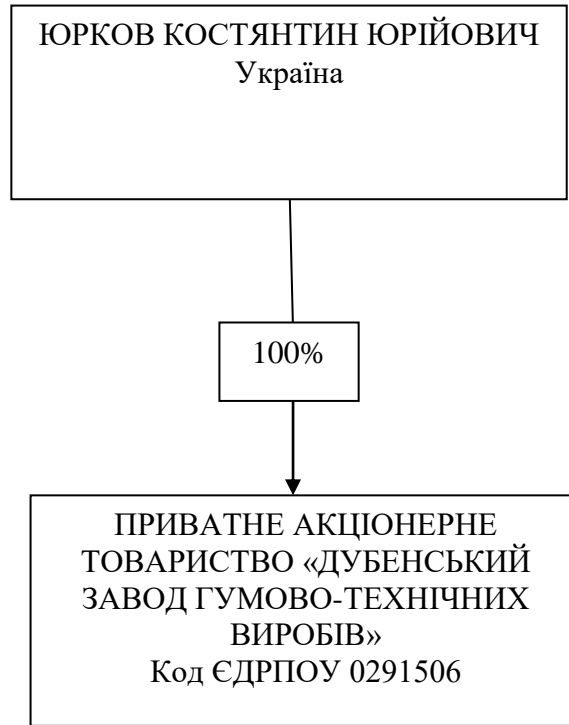 ЮРКОВ КОСТЯНТИН ЮРІЙОВИЧ
Україна
100%
ПРИВАТНЕ АКЦІОНЕРНЕ
ТОВАРИСТВО «ДУБЕНСЬКИЙ
ЗАВОД ГУМОВО-ТЕХНІЧНИХ
ВИРОБІВ»
Код ЄДРПОУ 0291506